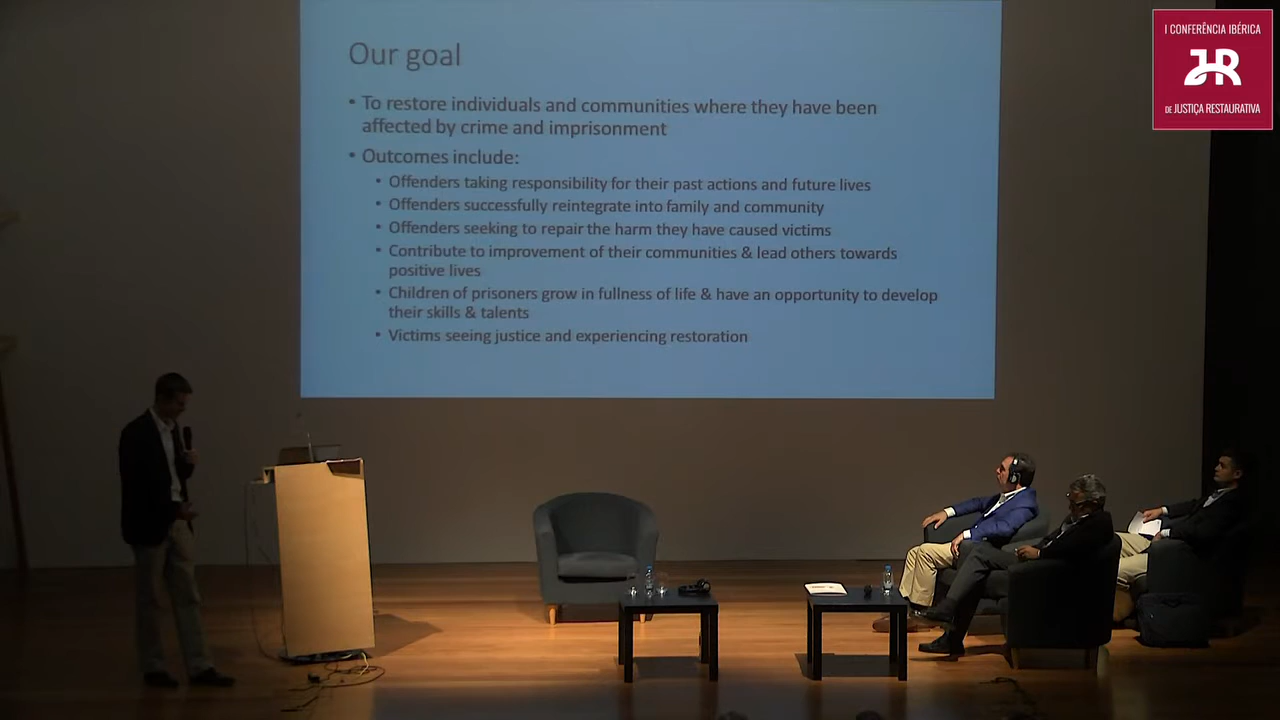 Our goal
• To restore individuals and communities where they have been
affected by crime and imprisonment
• Outcomes include:
• Offenders taking responsibility for their past actions and future lives
• Offenders successfully reintegrate into family and community
• Offenders seeking to repair the harm they have caused victims
• Contribute to improvement of their communities & lead others towards
positive lives
• Children of prisoners grow in fullness of life & have an opportunity to develop
their skills & talents
• Victims seeing justice and experiencing restoration
I CONFERÊNCIA IBÉRICA
JR
DE JUSTIÇA RESTAURATIVA